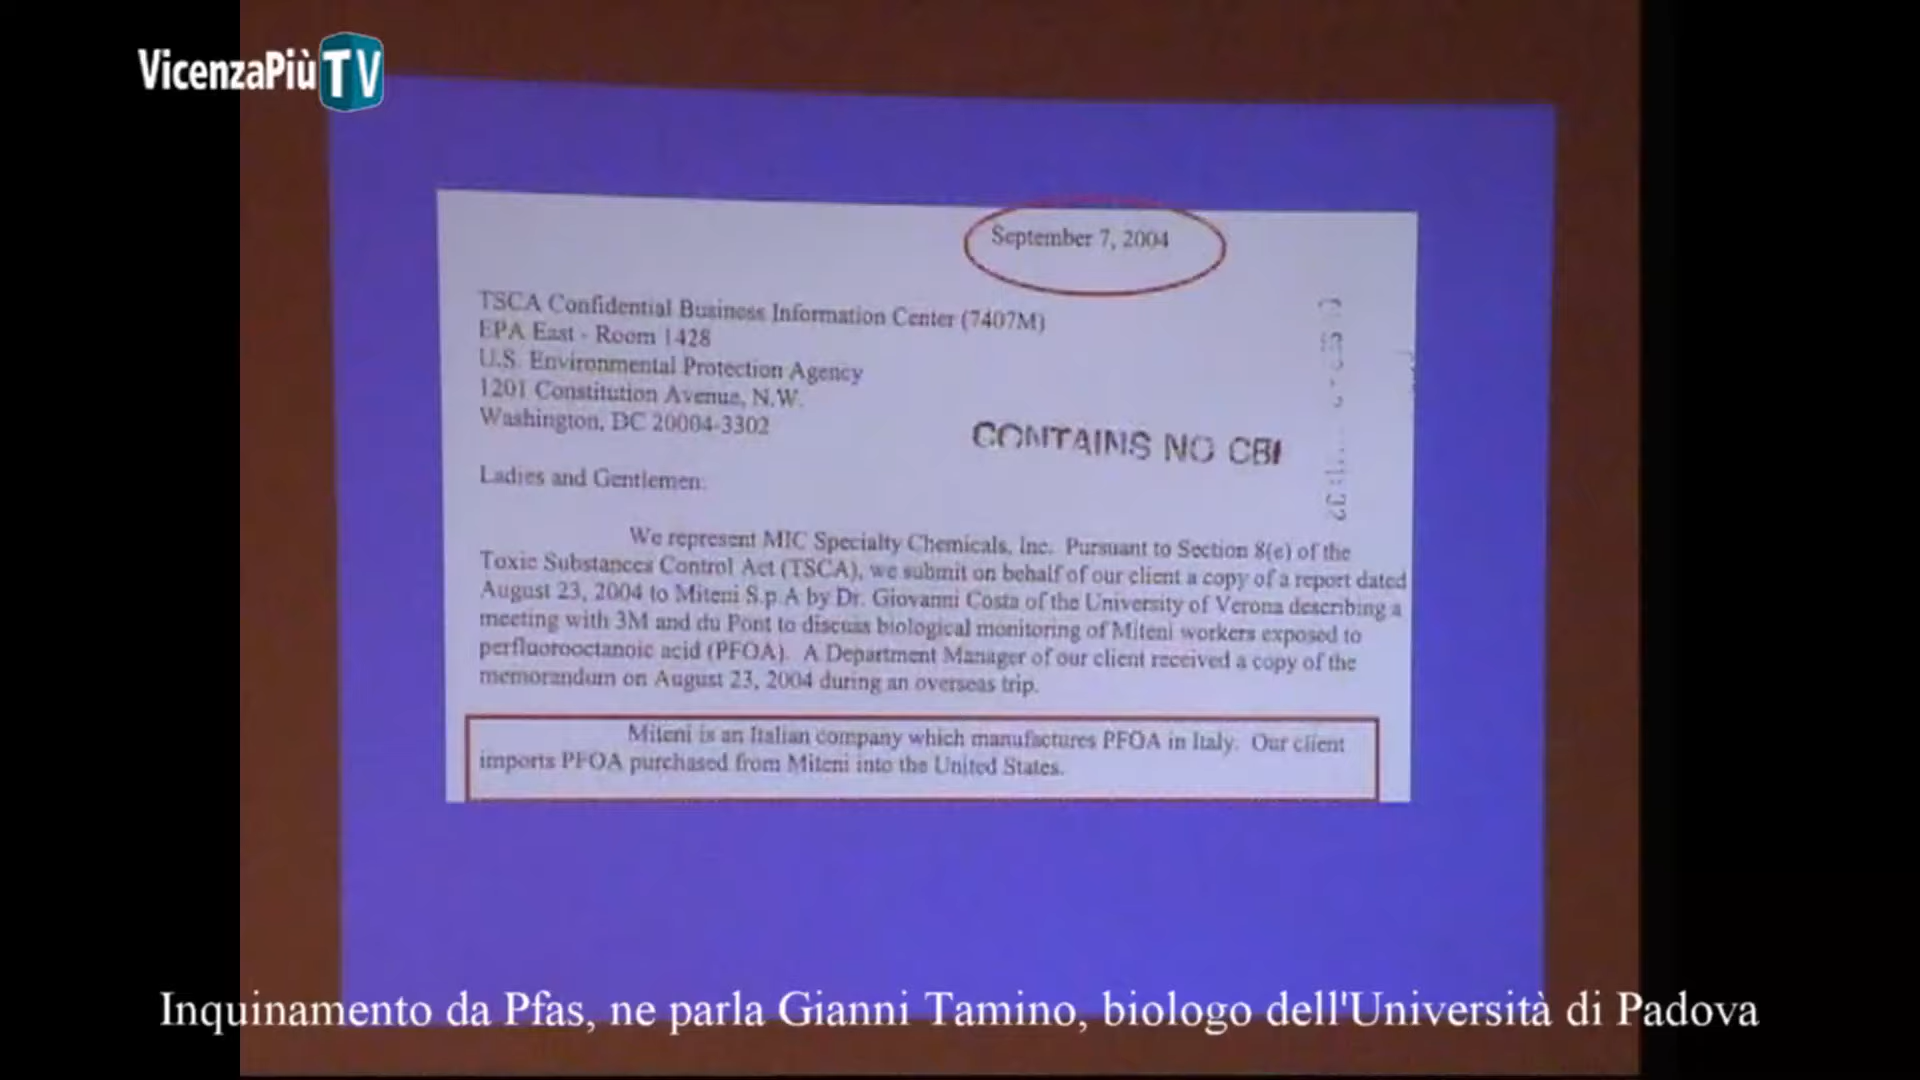 VicenzaPiùTV
September 7, 2004
TSCA Confidential Business Information Center (7407M)
EPA East - Room 1428
U.S. Environmental Protection Agency
1201 Constitution Avenue, N.W.
Washington, DC 20004-3302
CONTAINS NO CBI
Ladies and Gentlemen:
We represent MIC Specialty Chemicals, Inc. Pursuant to Section 8(e) of the
Toxic Substances Control Act (TSCA), we submit on behalf of our client a copy of a report dated
August 23, 2004 to Miteni S.p.A by Dr. Giovanni Costa of the University of Verona describing a
meeting with 3M and du Pont to discuss biological monitoring of Miteni workers exposed to
perfluorooctanoic acid (PFOA). A Department Manager of our client received a copy of the
memorandum on August 23, 2004 during an overseas trip.
Miteni is an Italian company which manufactures PFOA in Italy. Our client
imports PFOA purchased from Miteni into the United States.
Inquinamento da Pfas, ne parla Gianni Tamino, biologo dell'Università di Padova